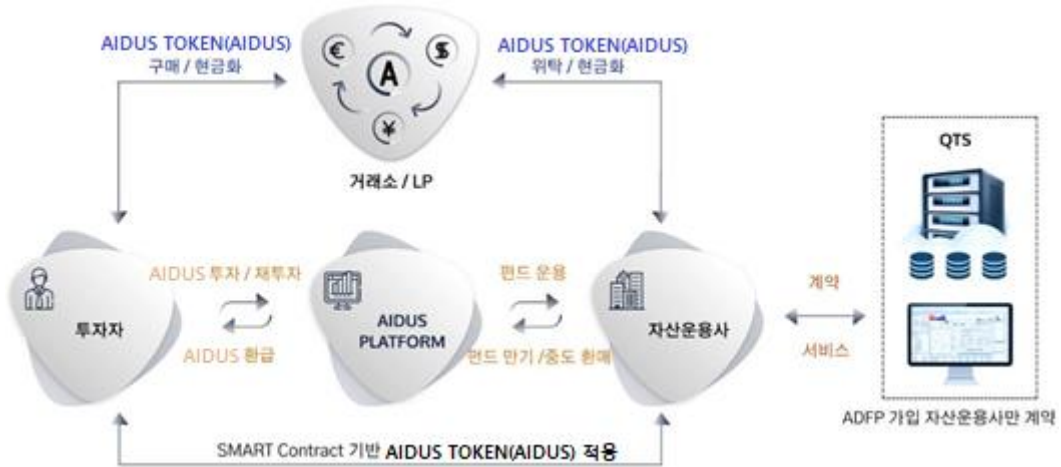 AIDUS TOKEN(AIDUS)
구매 / 현금화
AIDUS TOKEN(AIDUS)
위탁 / 현금화
€
$
A
¥
거래소 / LP
QTS
AIDUS 투자 / 재투자
AIDUS 환급
투자자
AIDUS
PLATFORM
펀드 운용
펀드 만기 /중도 환매
자산운용사
계약
서비스
ADFP 가입 자산운용사만 계약
SMART Contract 기반 AIDUS TOKEN(AIDUS) 적용